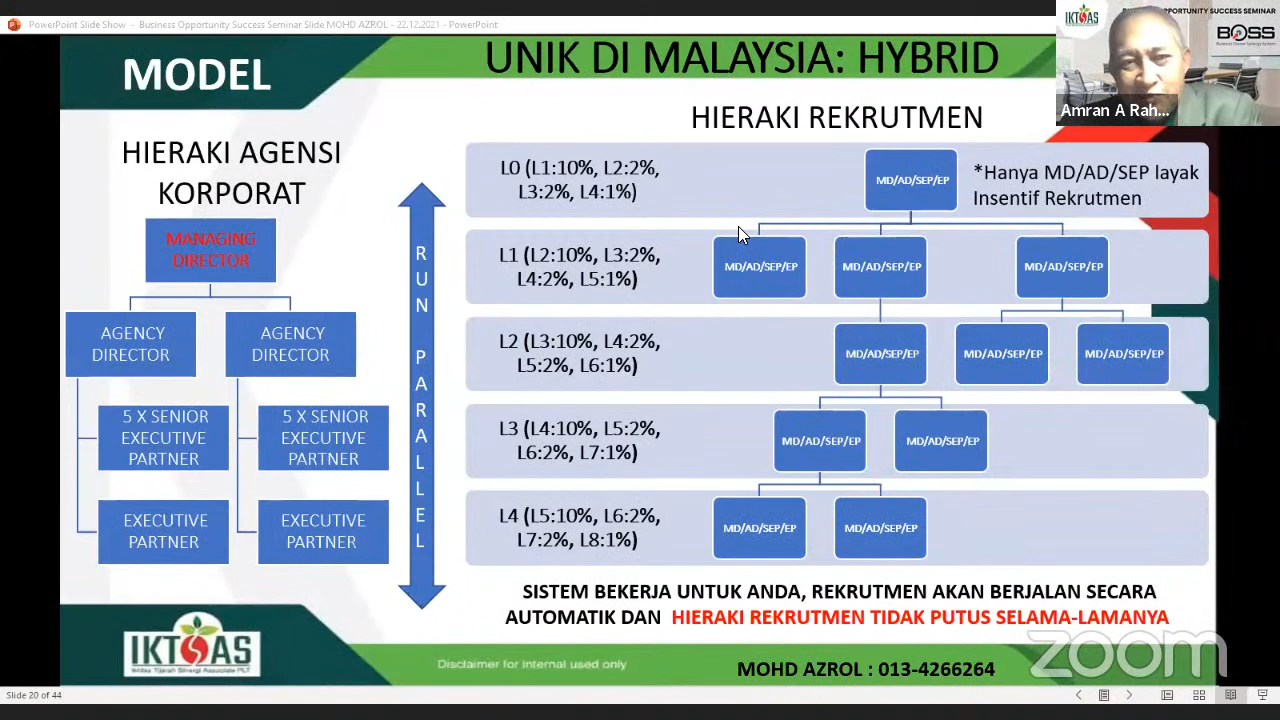 PowerPoint Slide Show - Business Opportunity Success Seminar Slide MOHD AZROL - 22.12.2021 - PowerPoint
IKTSAS
OPPORTUNITY SUCCESS SEMINAR
BOSS
Amran A Rah...
MODEL
UNIK DI MALAYSIA: HYBRID
HIERAKI AGENSI
KORPORAT
MANAGING
DIRECTOR
AGENCY
DIRECTOR
AGENCY
DIRECTOR
5 X SENIOR
EXECUTIVE
PARTNER
5 X SENIOR
EXECUTIVE
PARTNER
EXECUTIVE
PARTNER
EXECUTIVE
PARTNER
RUN PARALLEL
HIERAKI REKRUTMEN
L0 (L1:10%, L2:2%,
L3:2%, L4:1%)
MD/AD/SEP/EP
*Hanya MD/AD/SEP layak
Insentif Rekrutmen
L1 (L2:10%, L3:2%,
L4:2%, L5:1%)
MD/AD/SEP/EP
MD/AD/SEP/EP
MD/AD/SEP/EP
L2 (L3:10%, L4:2%,
L5:2%, L6:1%)
MD/AD/SEP/EP
MD/AD/SEP/EP
MD/AD/SEP/EP
L3 (L4:10%, L5:2%,
L6:2%, L7:1%)
MD/AD/SEP/EP
MD/AD/SEP/EP
L4 (L5:10%, L6:2%,
L7:2%, L8:1%)
MD/AD/SEP/EP
MD/AD/SEP/EP
SISTEM BEKERJA UNTUK ANDA, REKRUTMEN AKAN BERJALAN SECARA
AUTOMATIK DAN HIERAKI REKRUTMEN TIDAK PUTUS SELAMA-LAMANYA
IKTSAS
Disclaimer for internal used only
MOHD AZROL : 013-4266264
zoom
Slide 20 of 44